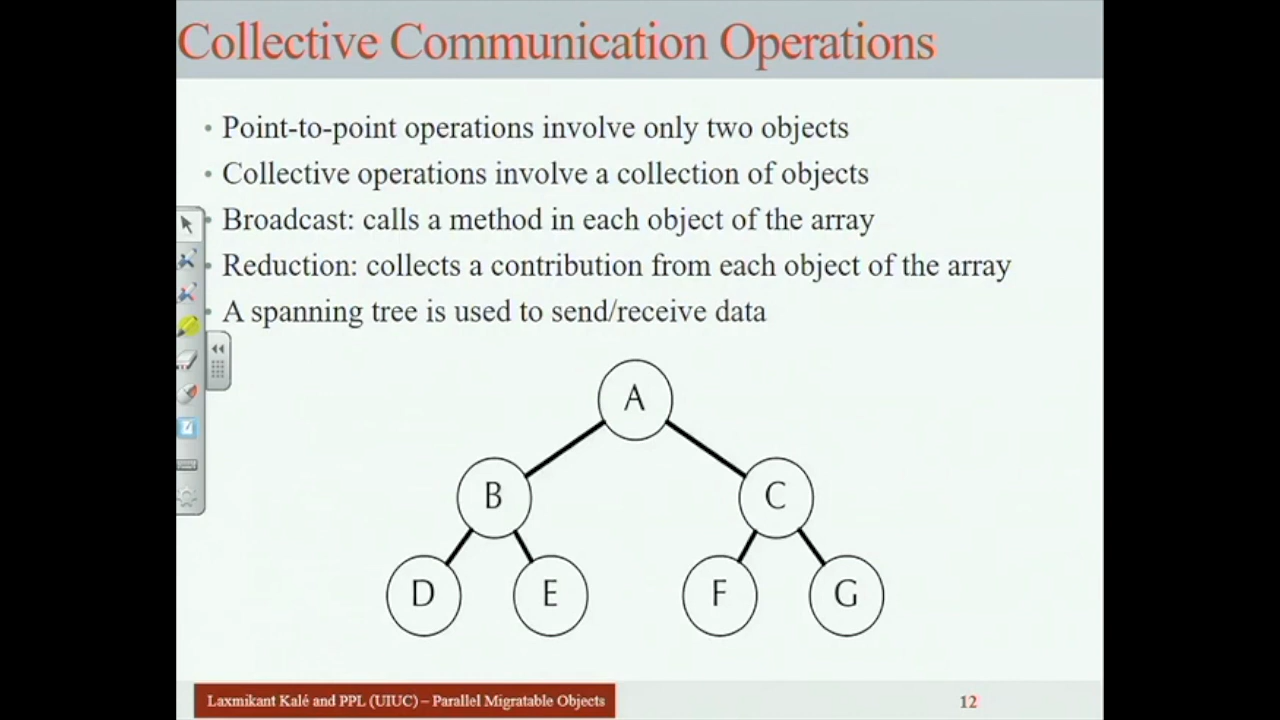 Collective Communication Operations
• Point-to-point operations involve only two objects
• Collective operations involve a collection of objects
• Broadcast: calls a method in each object of the array
• Reduction: collects a contribution from each object of the array
• A spanning tree is used to send/receive data
A
B C
D E F G
Laxmikant Kalé and PPL (UIUC) – Parallel Migratable Objects
12